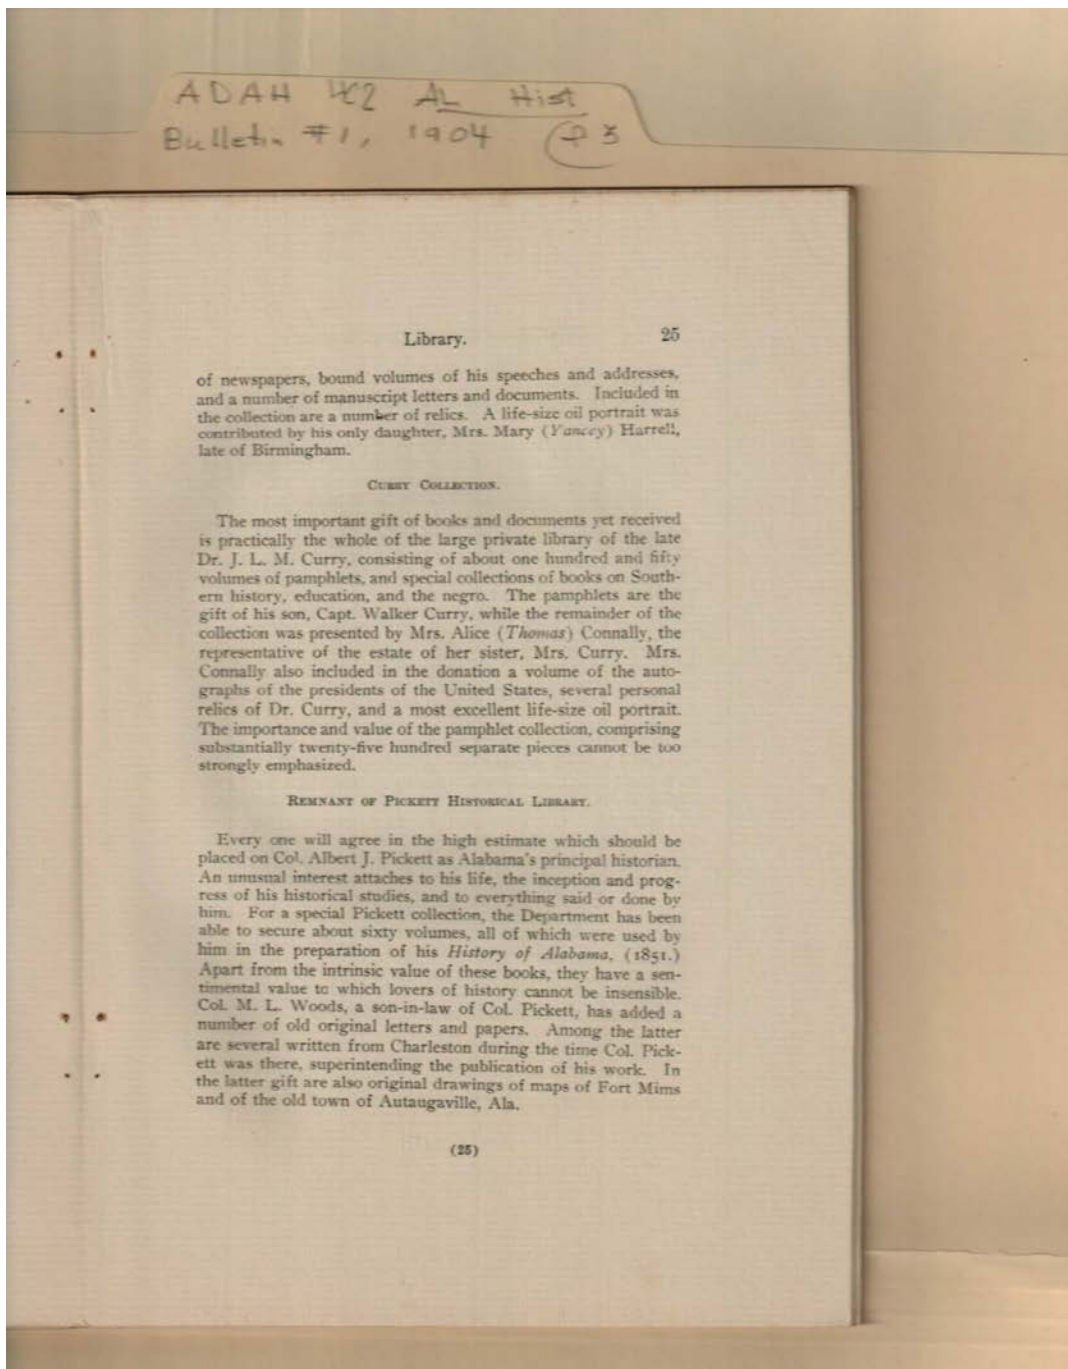 ADAH HC2 AL Hist
Bulletin #1, 1904 P 3
Library. 25
of newspapers, bound volumes of his speeches and addresses,
and a number of manuscript letters and documents. Included in
the collection are a number of relics. A life-size oil portrait was
contributed by his only daughter, Mrs. Mary (Yancey) Harrell,
late of Birmingham.
CURRY COLLECTION.
The most important gift of books and documents yet received
is practically the whole of the large private library of the late
Dr. J. L. M. Curry, consisting of about one hundred and fifty
volumes of pamphlets, and special collections of books on South-
ern history, education, and the negro. The pamphlets are the
gift of his son, Capt. Walker Curry, while the remainder of the
collection was presented by Mrs. Alice (Thomas) Connally, the
representative of the estate of her sister, Mrs. Curry. Mrs.
Connally also included in the donation a volume of the auto-
graphs of the presidents of the United States, several personal
relics of Dr. Curry, and a most excellent life-size oil portrait.
The importance and value of the pamphlet collection, comprising
substantially twenty-five hundred separate pieces cannot be too
strongly emphasized.
REMNANT OF PICKETT HISTORICAL LIBRARY.
Every one will agree in the high estimate which should be
placed on Col. Albert J. Pickett as Alabama's principal historian.
An unusual interest attaches to his life, the inception and prog-
ress of his historical studies, and to everything said or done by
him. For a special Pickett collection, the Department has been
able to secure about sixty volumes, all of which were used by
him in the preparation of his History of Alabama, (1851.)
Apart from the intrinsic value of these books, they have a sen-
timental value to which lovers of history cannot be insensible.
Col. M. L. Woods, a son-in-law of Col. Pickett, has added a
number of old original letters and papers. Among the latter
are several written from Charleston during the time Col. Pick-
ett was there, superintending the publication of his work. In
the latter gift are also original drawings of maps of Fort Mims
and of the old town of Autaugaville, Ala.
(25)